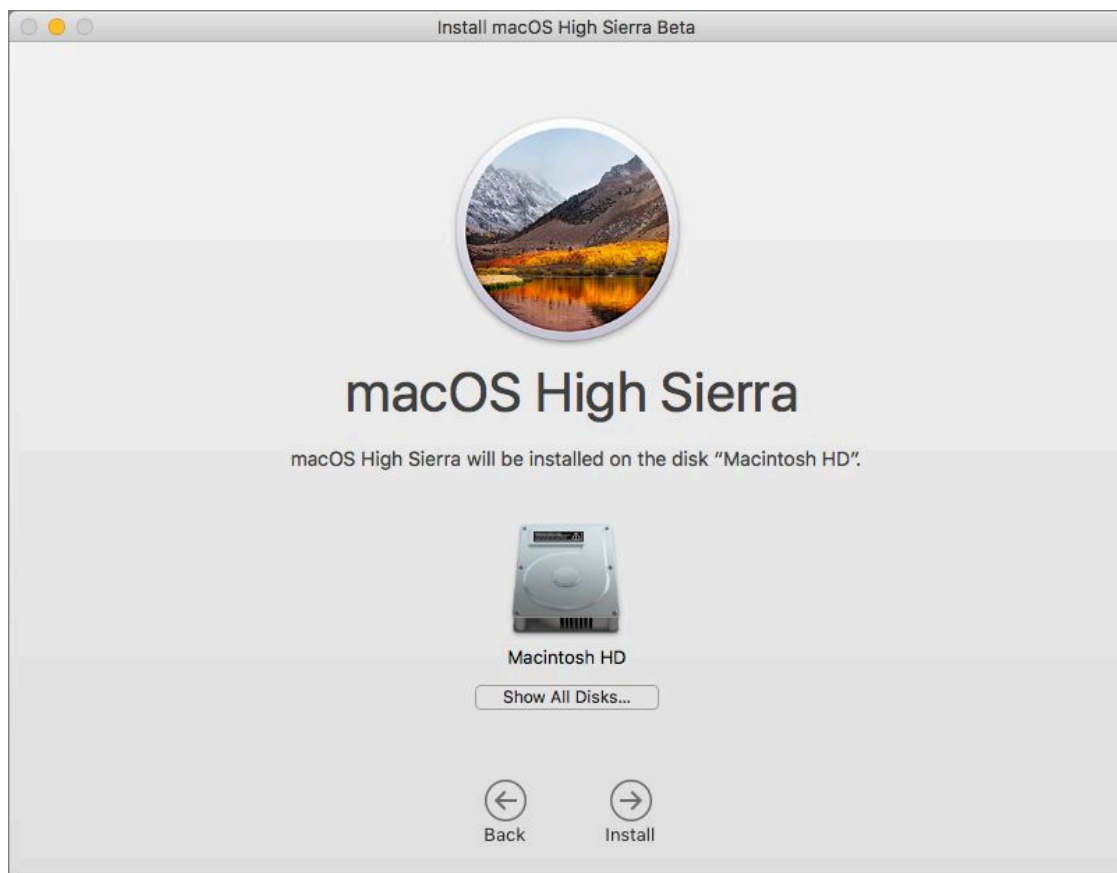 Install macOS High Sierra Beta
macOS High Sierra
macOS High Sierra will be installed on the disk “Macintosh HD”.
Macintosh HD
Show All Disks...
Back
Install